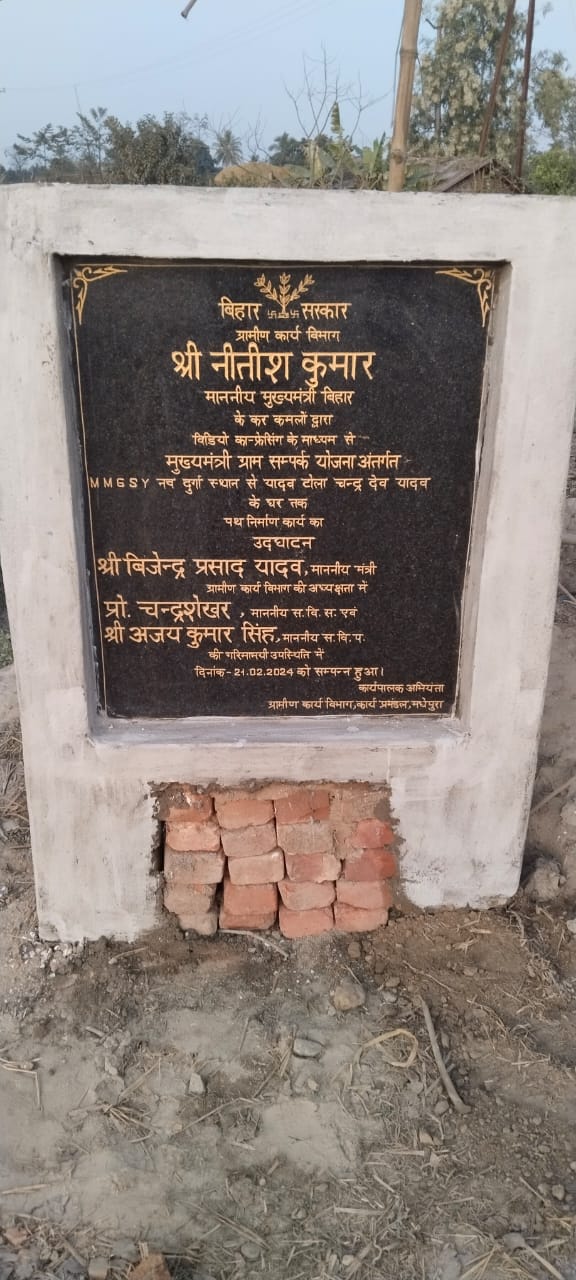 बिहार सरकार
ग्रामीण कार्य विभाग
श्री नीतीश कुमार
माननीय मुख्यमंत्री बिहार
के कर कमलों द्वारा
विडियो कान्फ्रेसिंग के माध्यम से
मुख्यमंत्री ग्राम सम्पर्क योजना अंतर्गत
MMGSY नव दुर्गा स्थान से यादव टोला चन्द्र देव यादव
के घर तक
पथ निर्माण कार्य का
उदघाटन
श्री बिजेन्द्र प्रसाद यादव, माननीय मंत्री
ग्रामीण कार्य विभाग की अध्यक्षता में
प्रो. चन्द्रशेखर , माननीय स.वि.स. एवं
श्री अजय कुमार सिंह, माननीय स.वि.प.
की गरिमामयी उपस्थिति में
दिनांक- 21.02.2024 को सम्पन्न हुआ।
कार्यपालक अभियंता
ग्रामीण कार्य विभाग, कार्य प्रमंडल, मधेपुरा